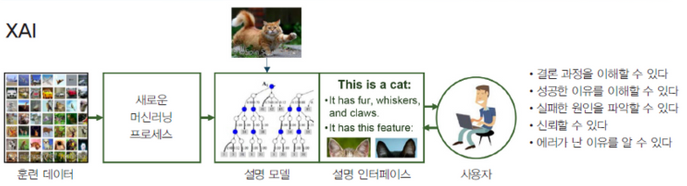 XAI
새로운
머신러닝
프로세스
This is a cat:
•It has fur, whiskers,
and claws.
•It has this feature:
훈련 데이터
설명 모델
설명 인터페이스
사용자
• 결론 과정을 이해할 수 있다
• 성공한 이유를 이해할 수 있다
• 실패한 원인을 파악할 수 있다
• 신뢰할 수 있다
• 에러가 난 이유를 알 수 있다